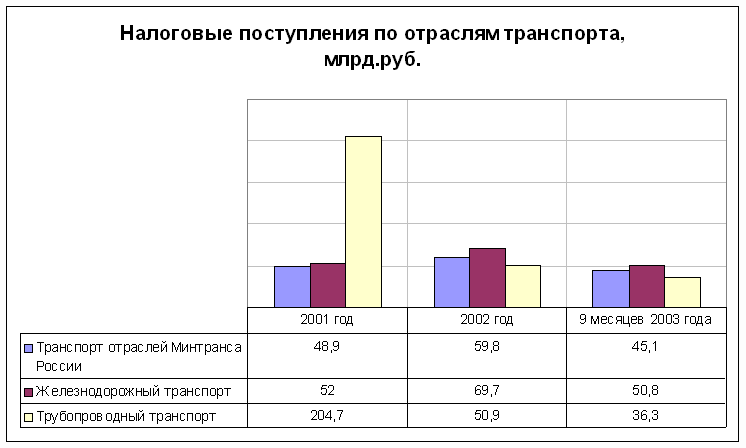 Налоговые поступления по отраслям транспорта,
млрд.руб.
2001 год 2002 год 9 месяцев 2003 года
Транспорт отраслей Минтранса
России 48,9 59,8 45,1
Железнодорожный транспорт 52 69,7 50,8
Трубопроводный транспорт 204,7 50,9 36,3